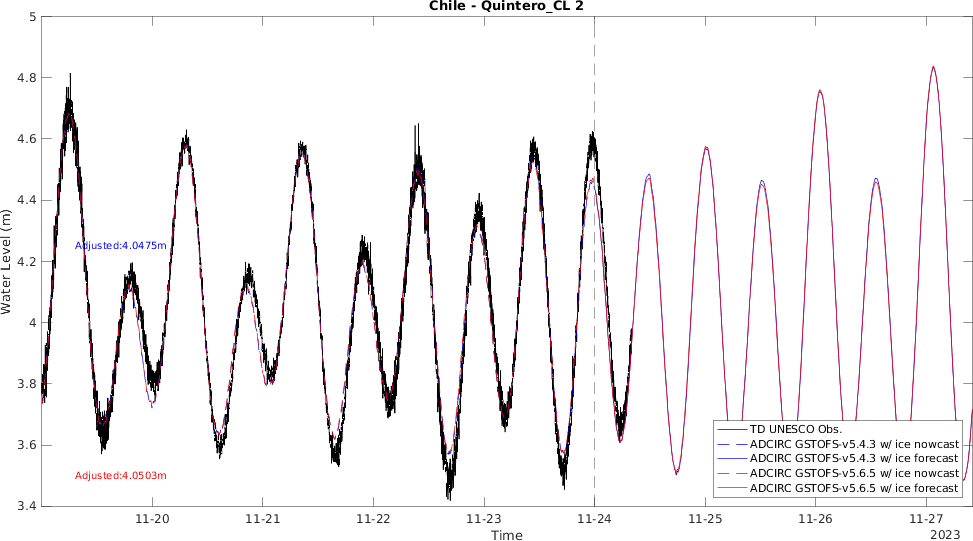 Chile - Quintero_CL 2
Water Level (m)
5
4.8
4.6
4.4
4.2
4
3.8
3.6
3.4
Adjusted:4.0475m
Adjusted:4.0503m
TD UNESCO Obs.
ADCIRC GSTOFS-v5.4.3 w/ ice nowcast
ADCIRC GSTOFS-v5.4.3 w/ ice forecast
ADCIRC GSTOFS-v5.6.5 w/ ice nowcast
ADCIRC GSTOFS-v5.6.5 w/ ice forecast
11-20 11-21 11-22 11-23 11-24 11-25 11-26 11-27
Time
2023